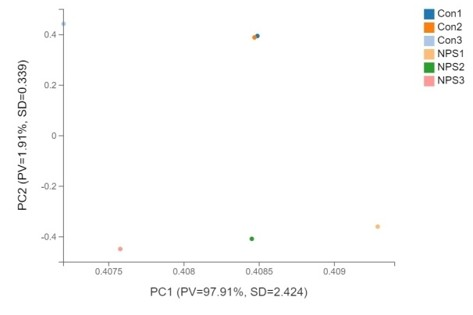 Con1
Con2
Con3
NPS1
NPS2
NPS3
0.4
0.2
0
-0.2
-0.4
PC2 (PV=1.91%, SD=0.339)
0.4075
0.408
0.4085
0.409
PC1 (PV=97.91%, SD=2.424)